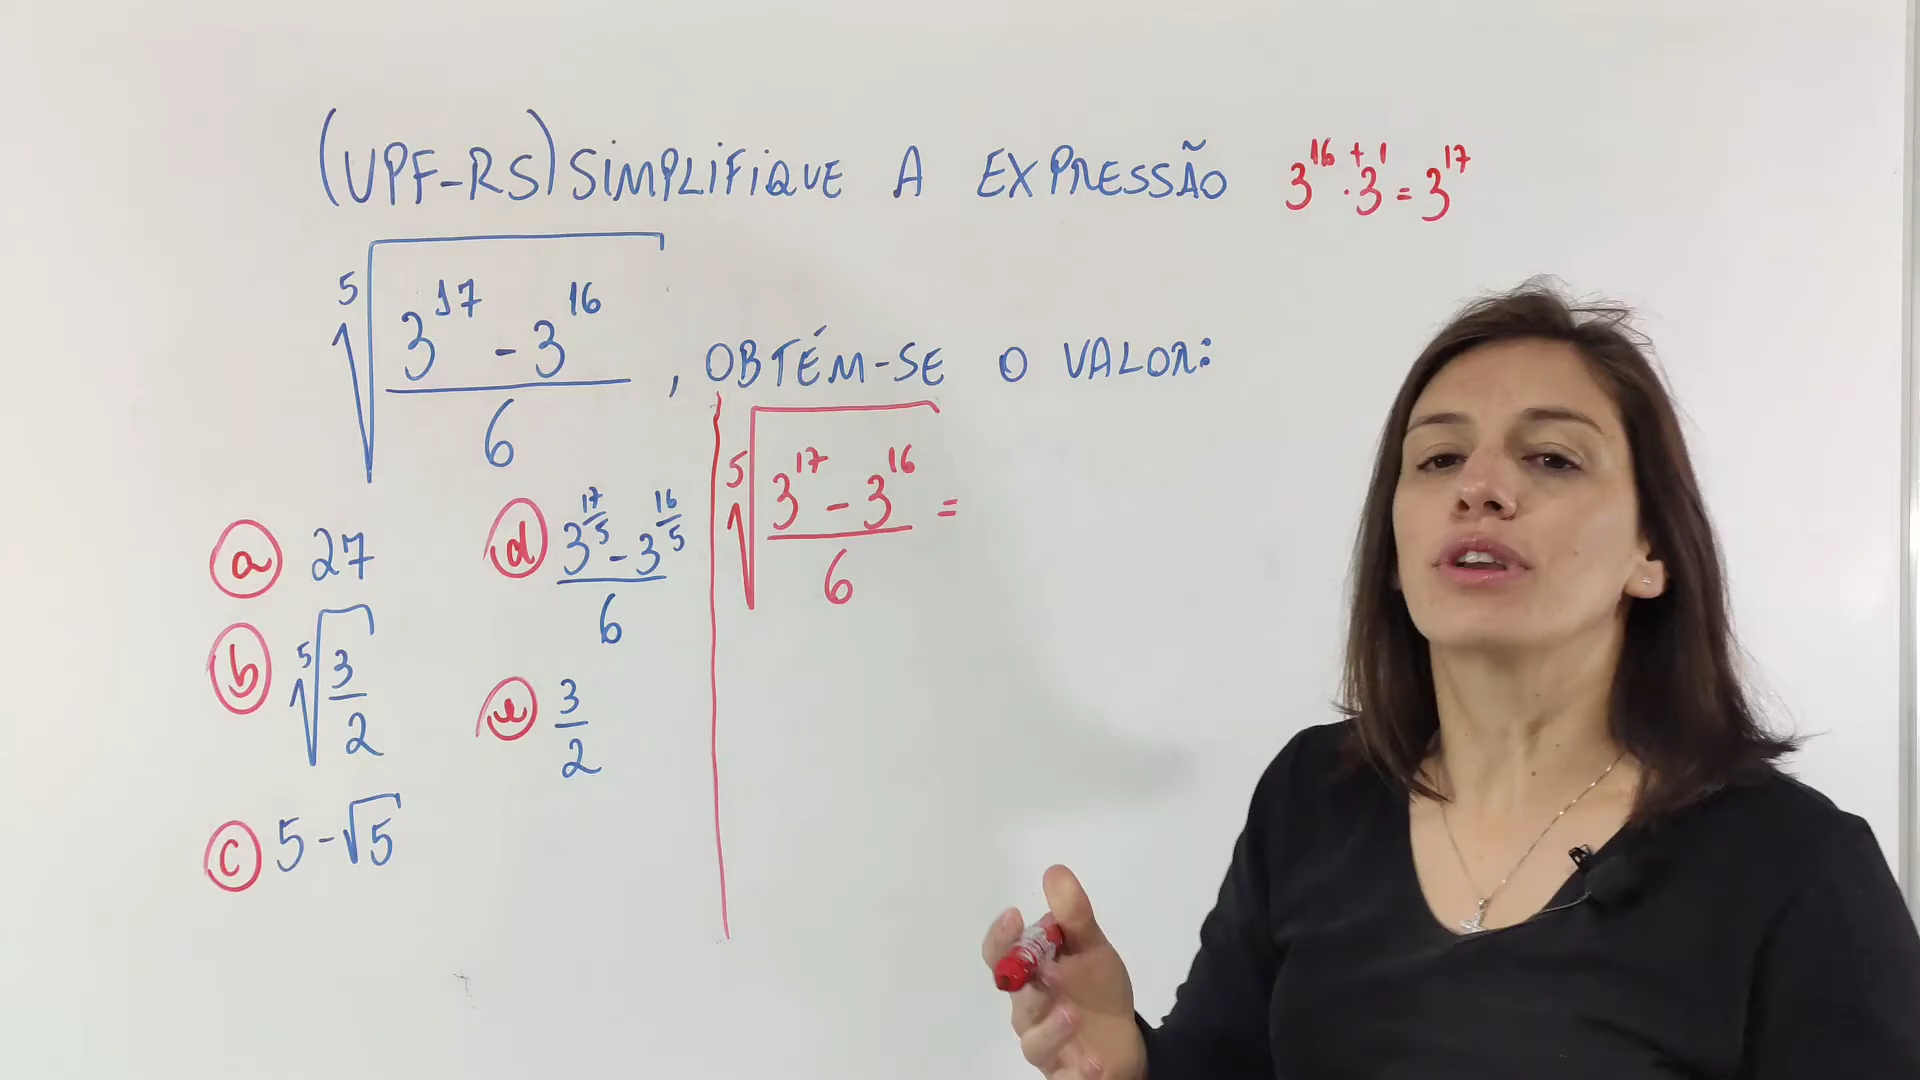 (UPF-RS) SIMPLIFIQUE A EXPRESSÃO
3^16 + 1
3^16 · 3^1 = 3^17
⁵√((3^17 - 3^16)/6) , OBTÉM-SE O VALOR:
⁵√((3^17 - 3^16)/6) =
a 27
b ⁵√(3/2)
c 5 - √5
d (3^(17/5) - 3^(16/5))/6
e 3/2